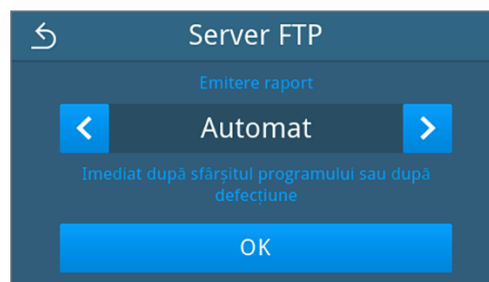 Server FTP
Emitere raport
Automat
Imediat după sfârșitul programului sau după
defecțiune
OK